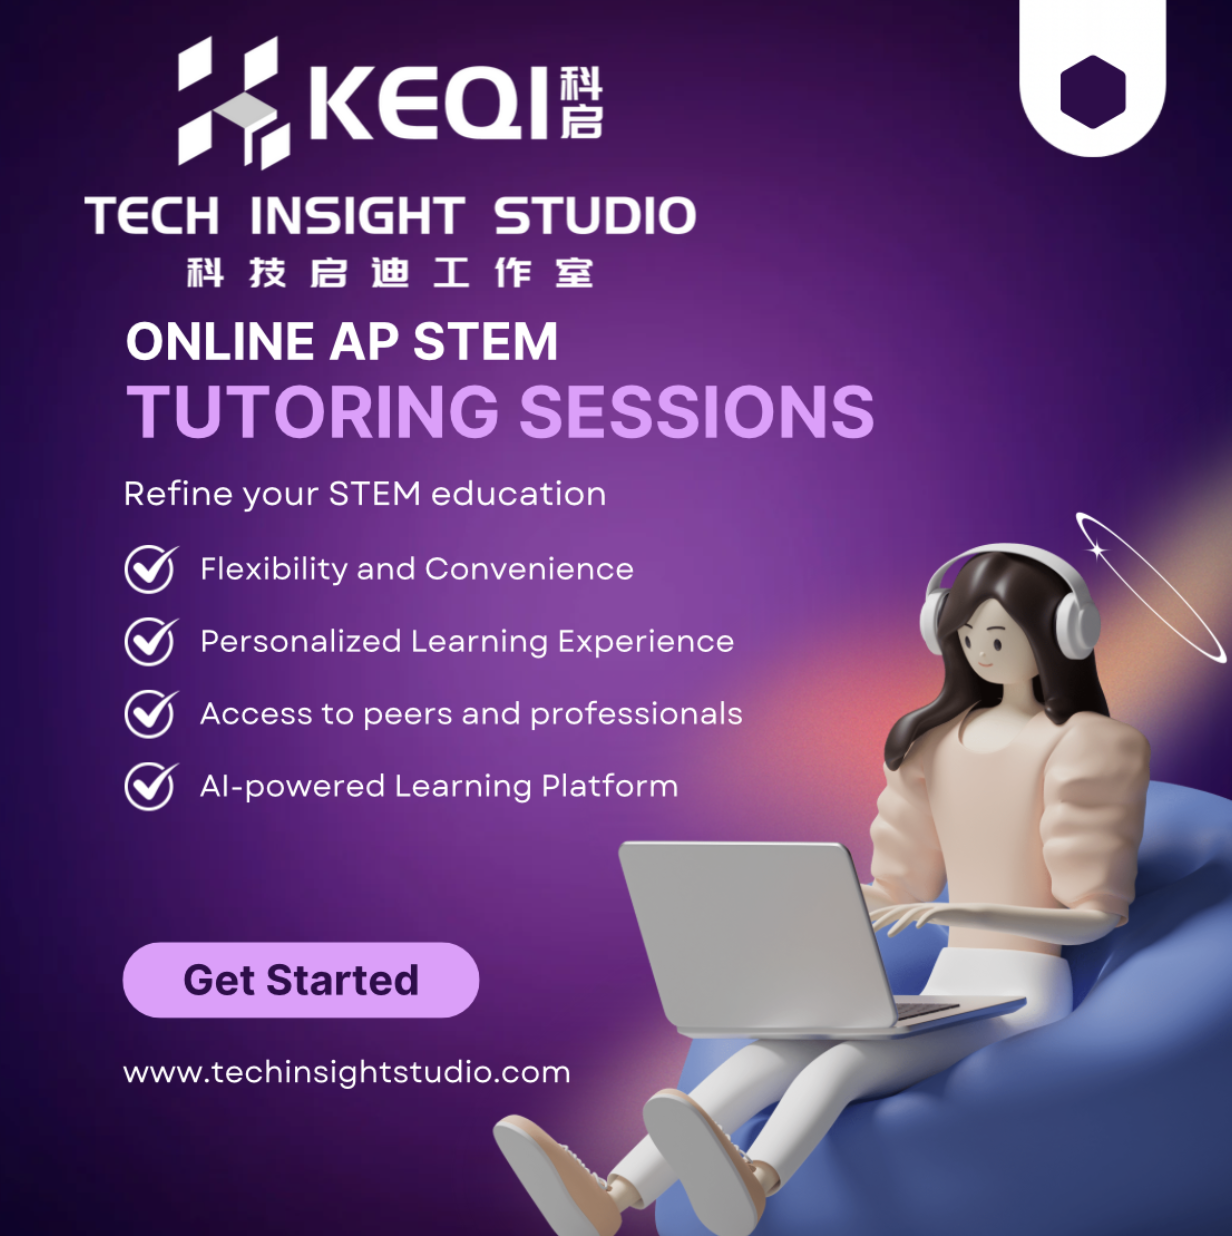 KEQI 科启
TECH INSIGHT STUDIO
科技启迪工作室
ONLINE AP STEM
TUTORING SESSIONS
Refine your STEM education
Flexibility and Convenience
Personalized Learning Experience
Access to peers and professionals
AI-powered Learning Platform
Get Started
www.techinsightstudio.com